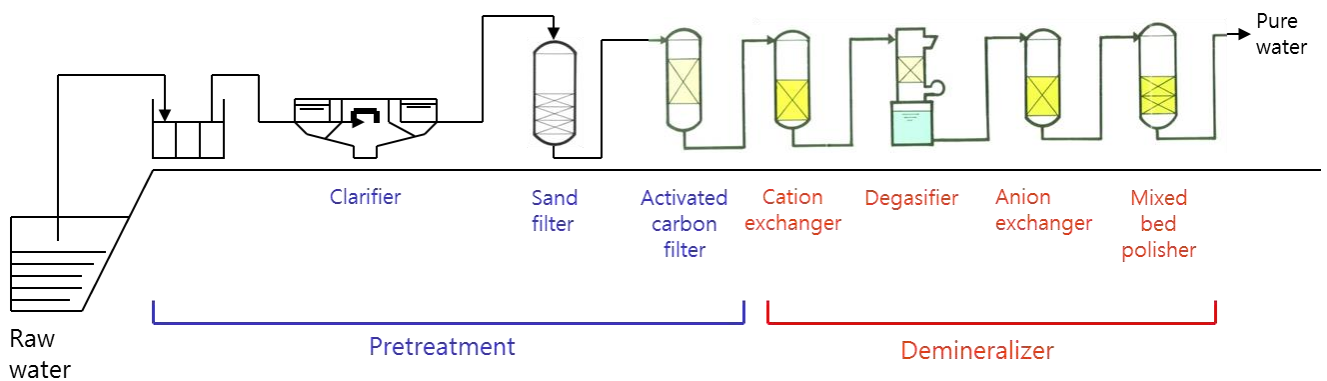 Pure
water
Clarifier
Sand
filter
Activated
carbon
filter
Cation
exchanger
Degasifier
Anion
exchanger
Mixed
bed
polisher
Raw
water
Pretreatment
Demineralizer